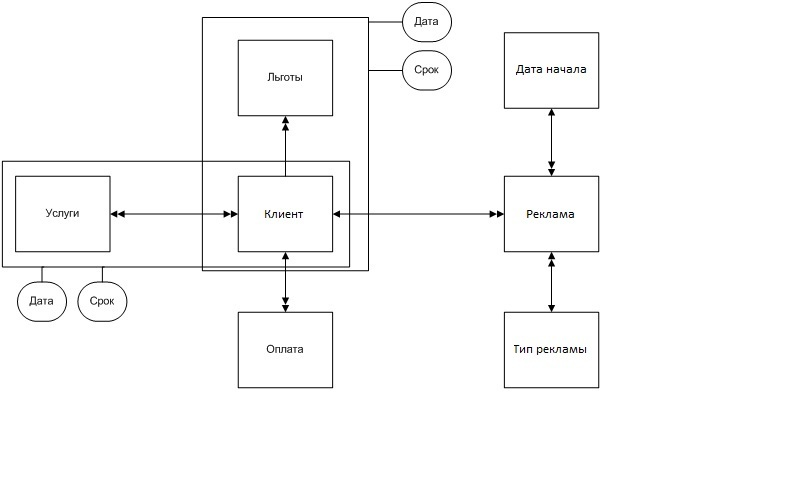 Дата
Срок
Льготы
Дата начала
Услуги
Клиент
Реклама
Дата
Срок
Оплата
Тип рекламы